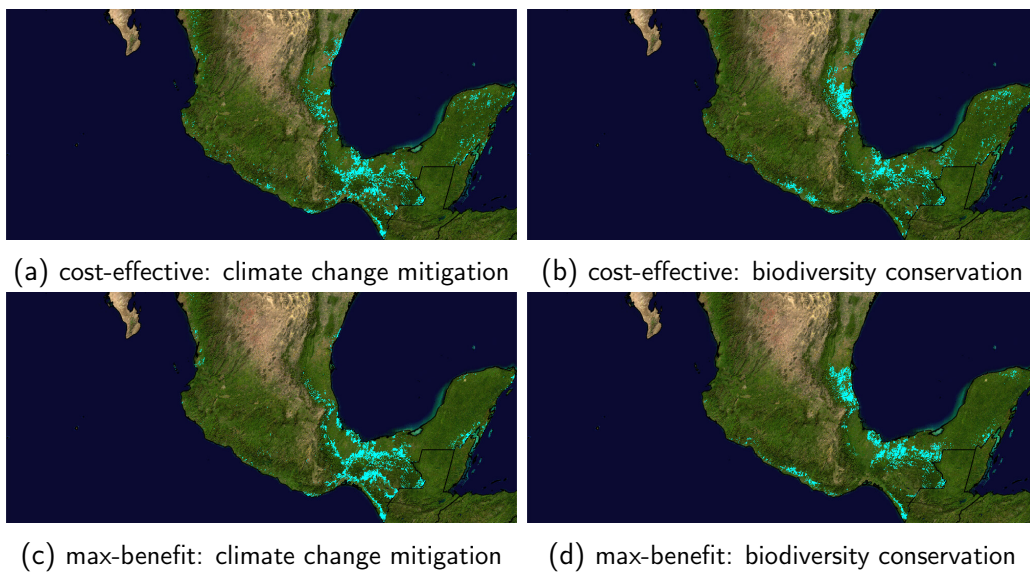 (a) cost-effective: climate change mitigation
(b) cost-effective: biodiversity conservation
(c) max-benefit: climate change mitigation
(d) max-benefit: biodiversity conservation